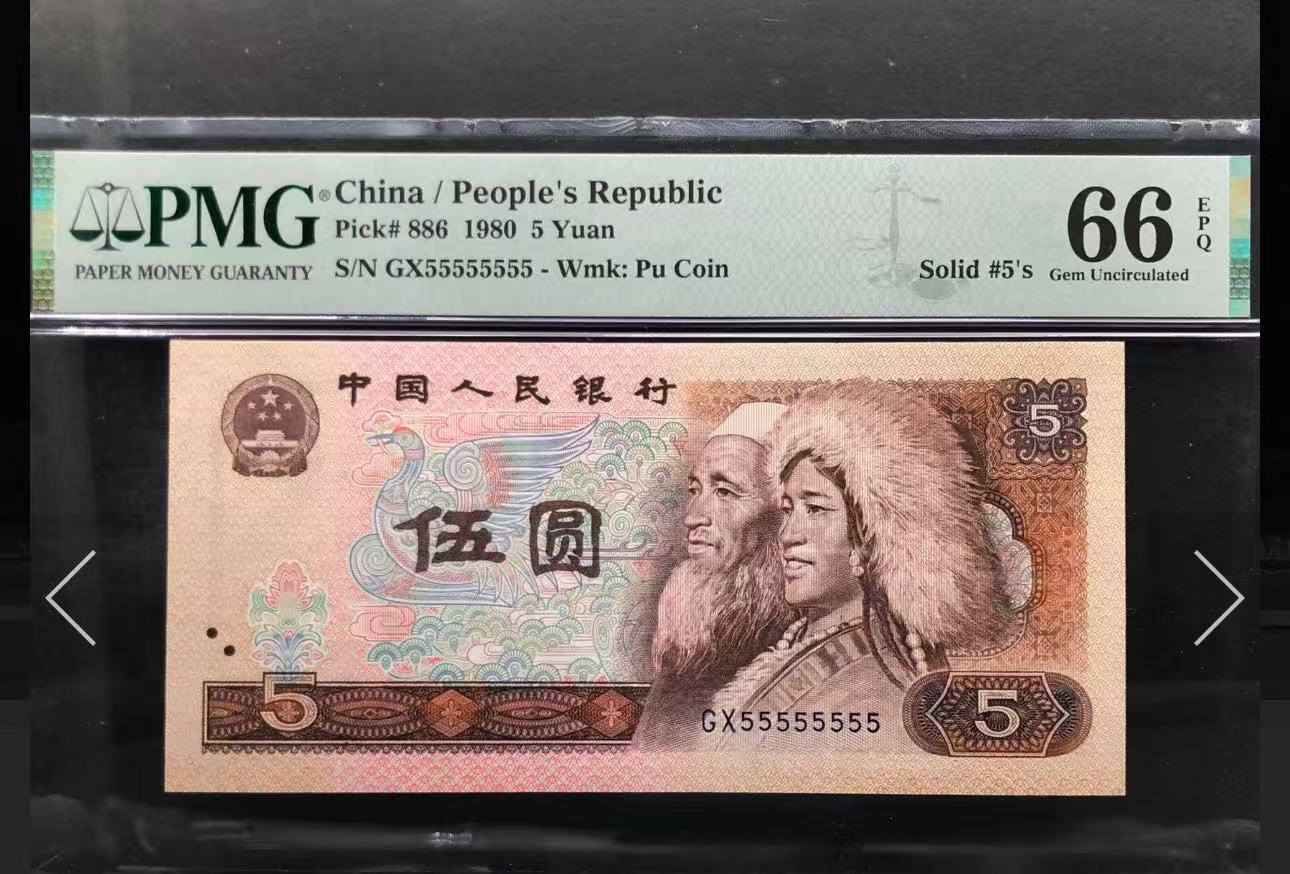 PMG®
PAPER MONEY GUARANTY
China / People's Republic
Pick# 886 1980 5 Yuan
S/N GX55555555 - Wmk: Pu Coin
Solid #5's
66
EPQ
Gem Uncirculated
中国人民银行
5
伍圆
5
GX55555555
5